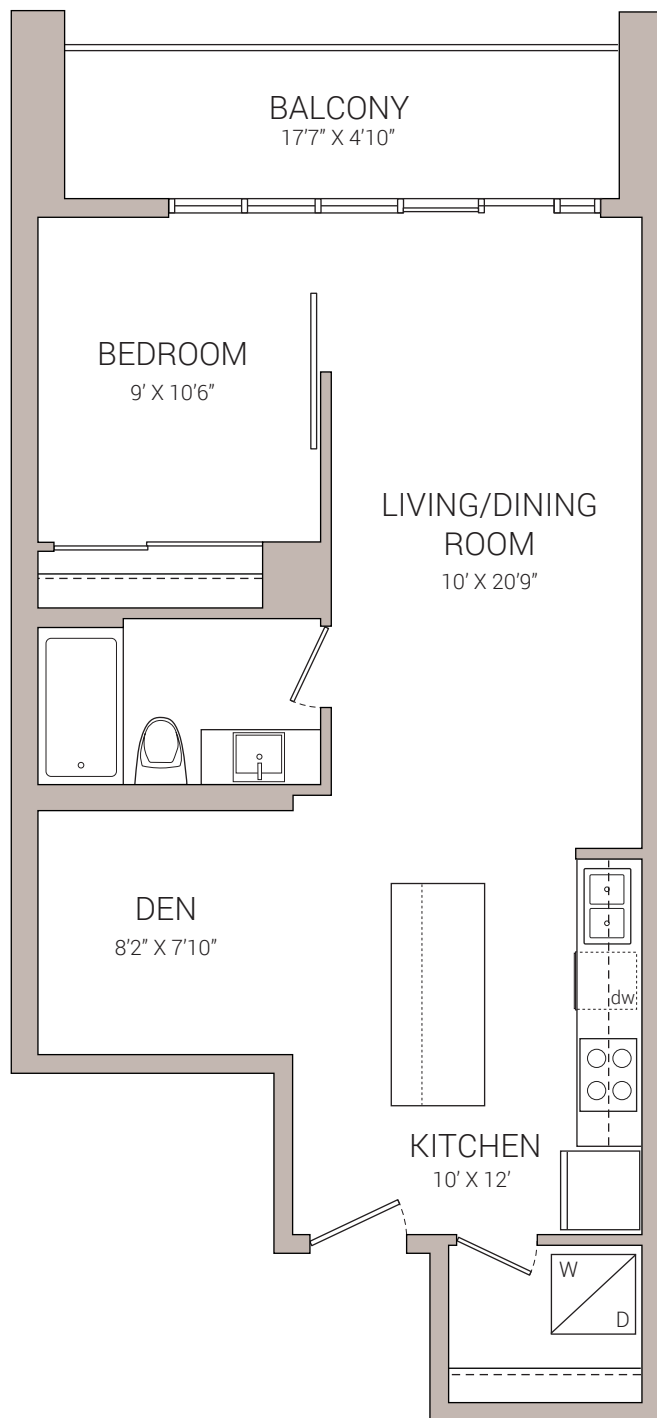 BALCONY
17'7" X 4'10"
BEDROOM
9' X 10'6"
LIVING/DINING
ROOM
10' X 20'9"
DEN
8'2" X 7'10"
dw
KITCHEN
10' X 12'
W
D